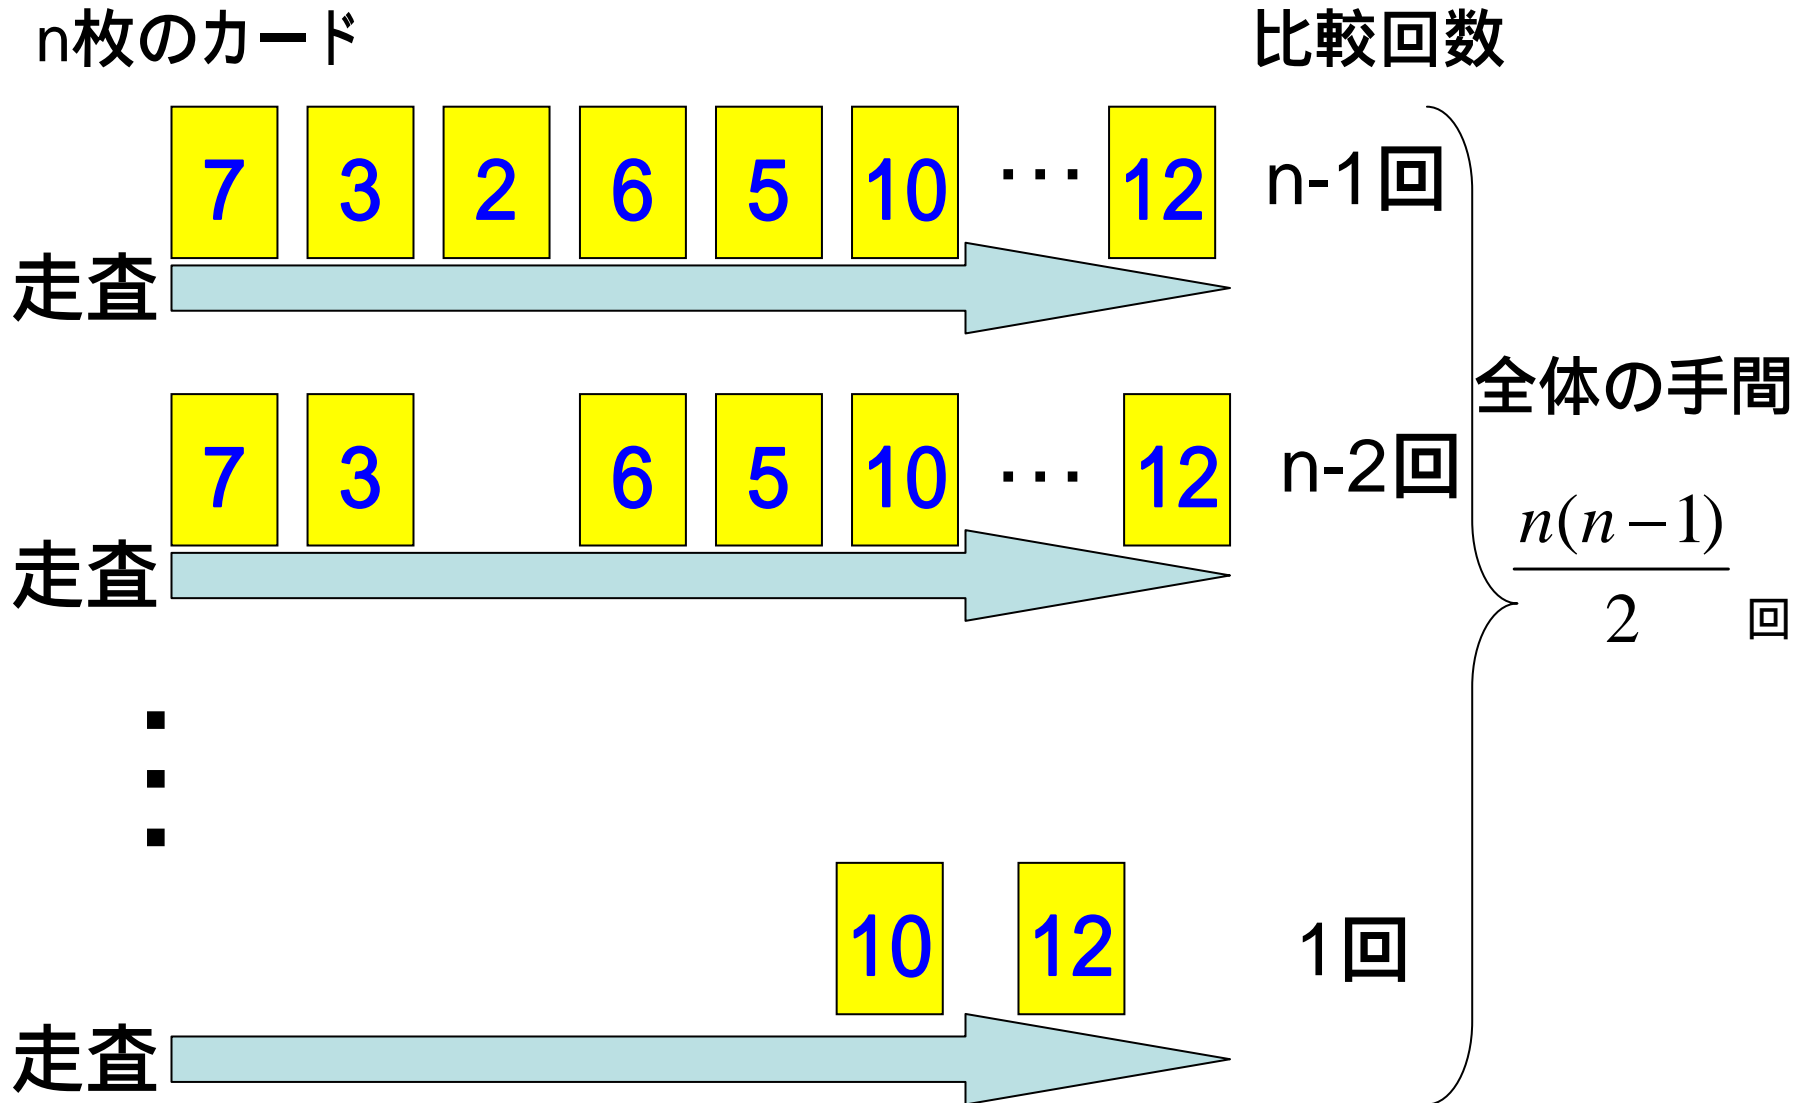 n枚のカード 比較回数
7 3 2 6 5 10 … 12 n-1回
走査
全体の手間
7 3 6 5 10 … 12 n-2回
n(n−1)
2 回
走査
10 12 1回
走査